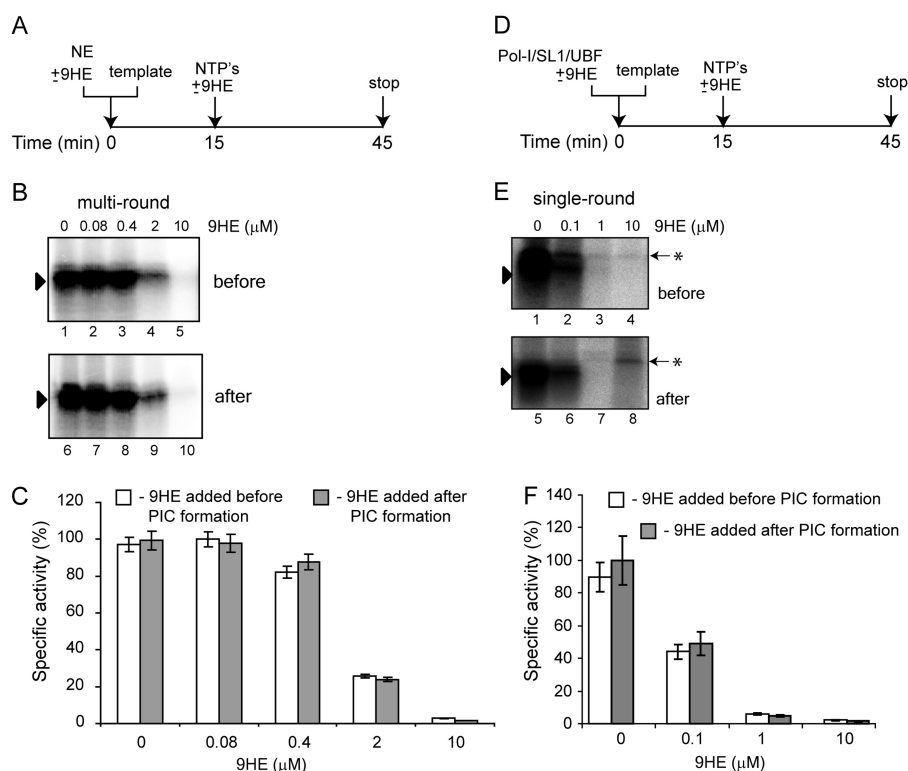 A
NE
±9HE
template
NTP's
±9HE
stop
Time (min) 0 15 45
B
multi-round
0 0.08 0.4 2 10 9HE (μM)
before
1 2 3 4 5
after
6 7 8 9 10
C
- 9HE added before
PIC formation
- 9HE added after
PIC formation
Specific activity (%)
120
100
80
60
40
20
0
0 0.08 0.4 2 10
9HE (μM)
D
Pol-I/SL1/UBF
±9HE
template
NTP's
±9HE
stop
Time (min) 0 15 45
E
single-round
0 0.1 1 10 9HE (μM)
*
before
1 2 3 4
*
after
5 6 7 8
F
- 9HE added before PIC formation
- 9HE added after PIC formation
Specific activity (%)
140
120
100
80
60
40
20
0
0 0.1 1 10
9HE (μM)